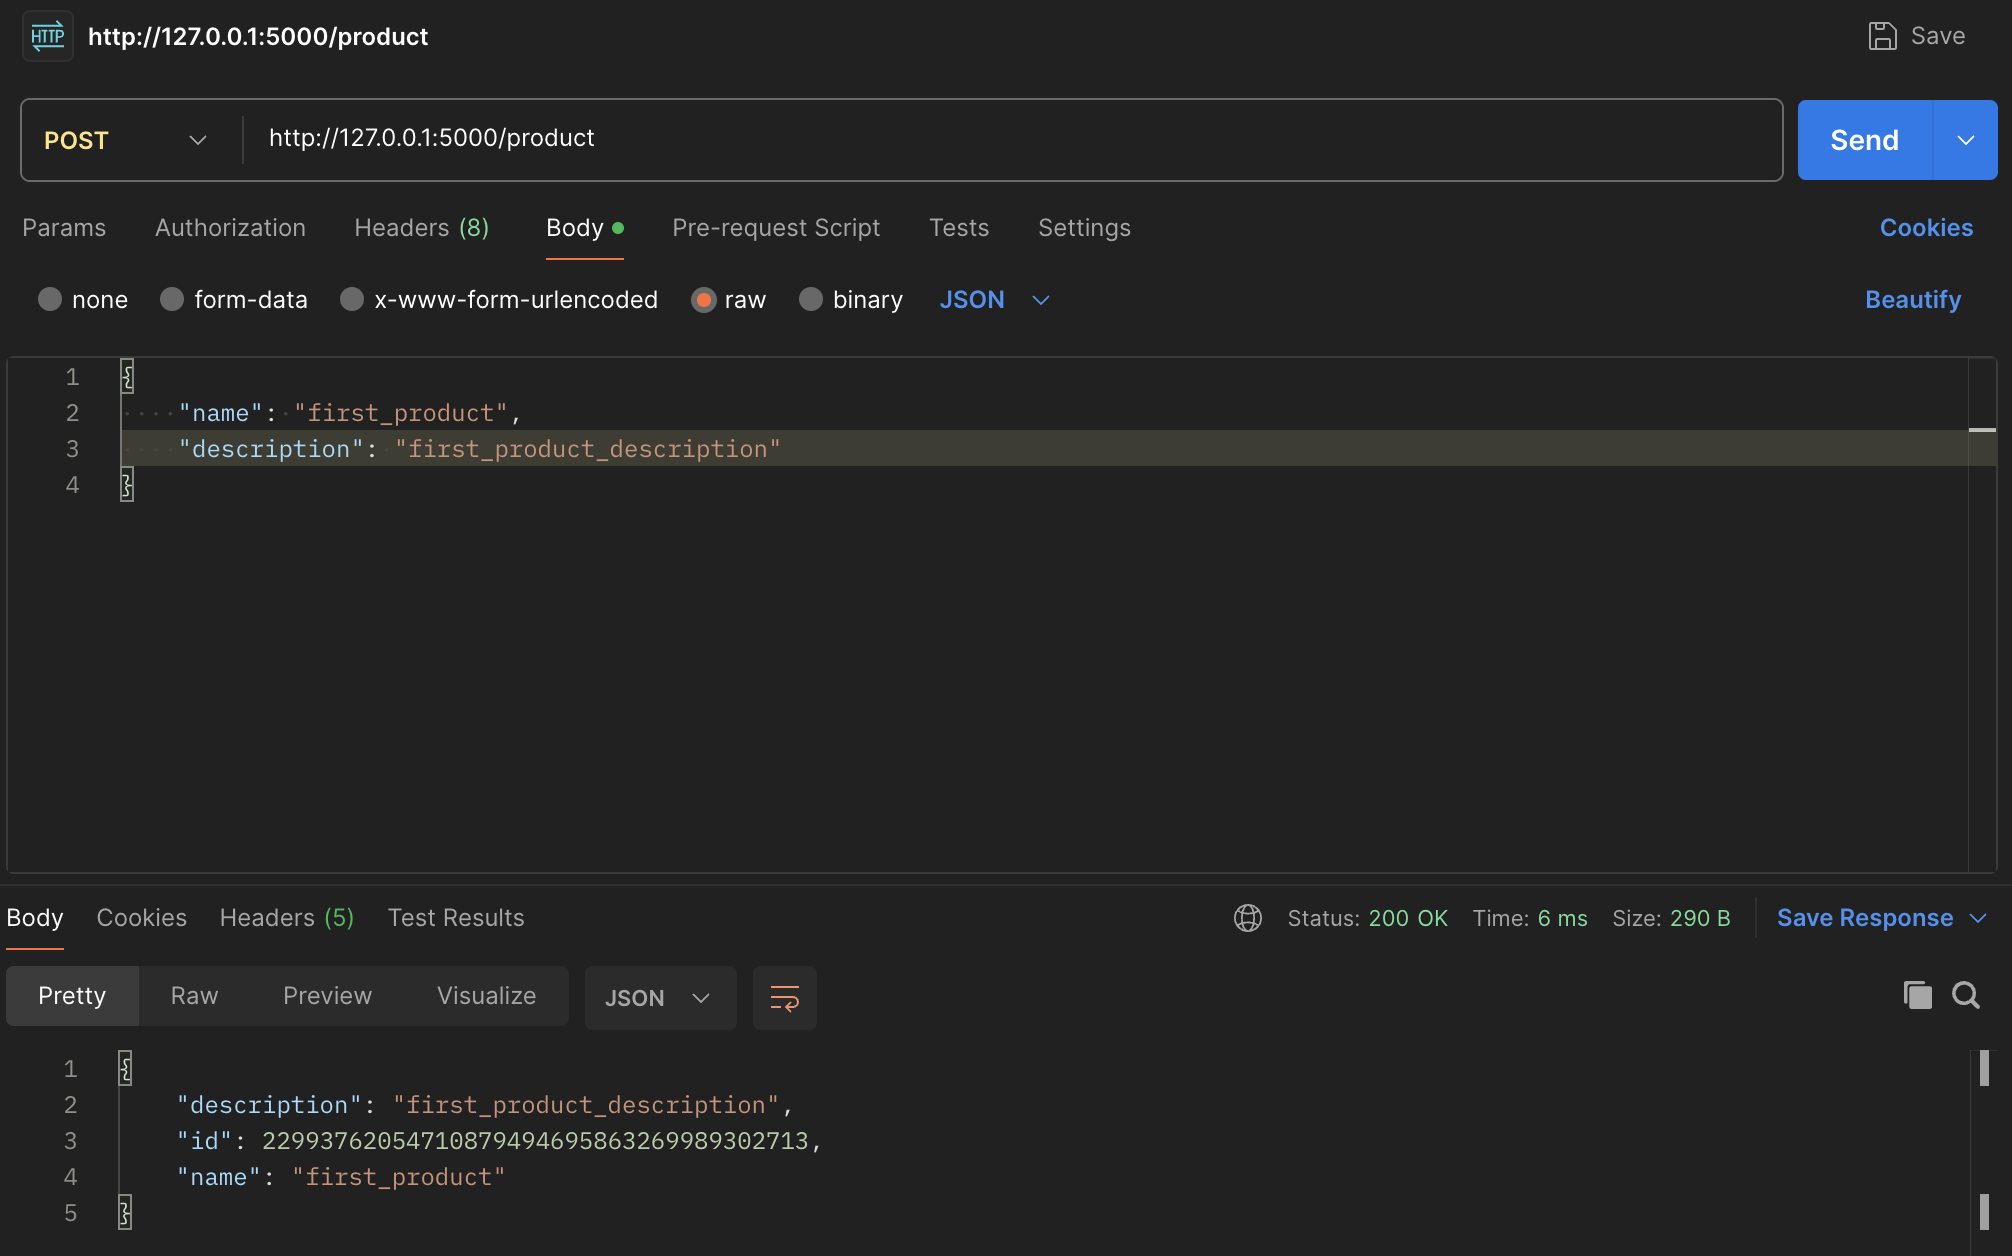 HTTP http://127.0.0.1:5000/product Save
POST http://127.0.0.1:5000/product Send
Params Authorization Headers (8) Body Pre-request Script Tests Settings Cookies
none form-data x-www-form-urlencoded raw binary JSON Beautify
1 {
2 "name": "first_product",
3 "description": "first_product_description"
4 }
Body Cookies Headers (5) Test Results Status: 200 OK Time: 6 ms Size: 290 B Save Response
Pretty Raw Preview Visualize JSON
1 {
2 "description": "first_product_description",
3 "id": 229937620547108794946958632699893027​13,
4 "name": "first_product"
5 }